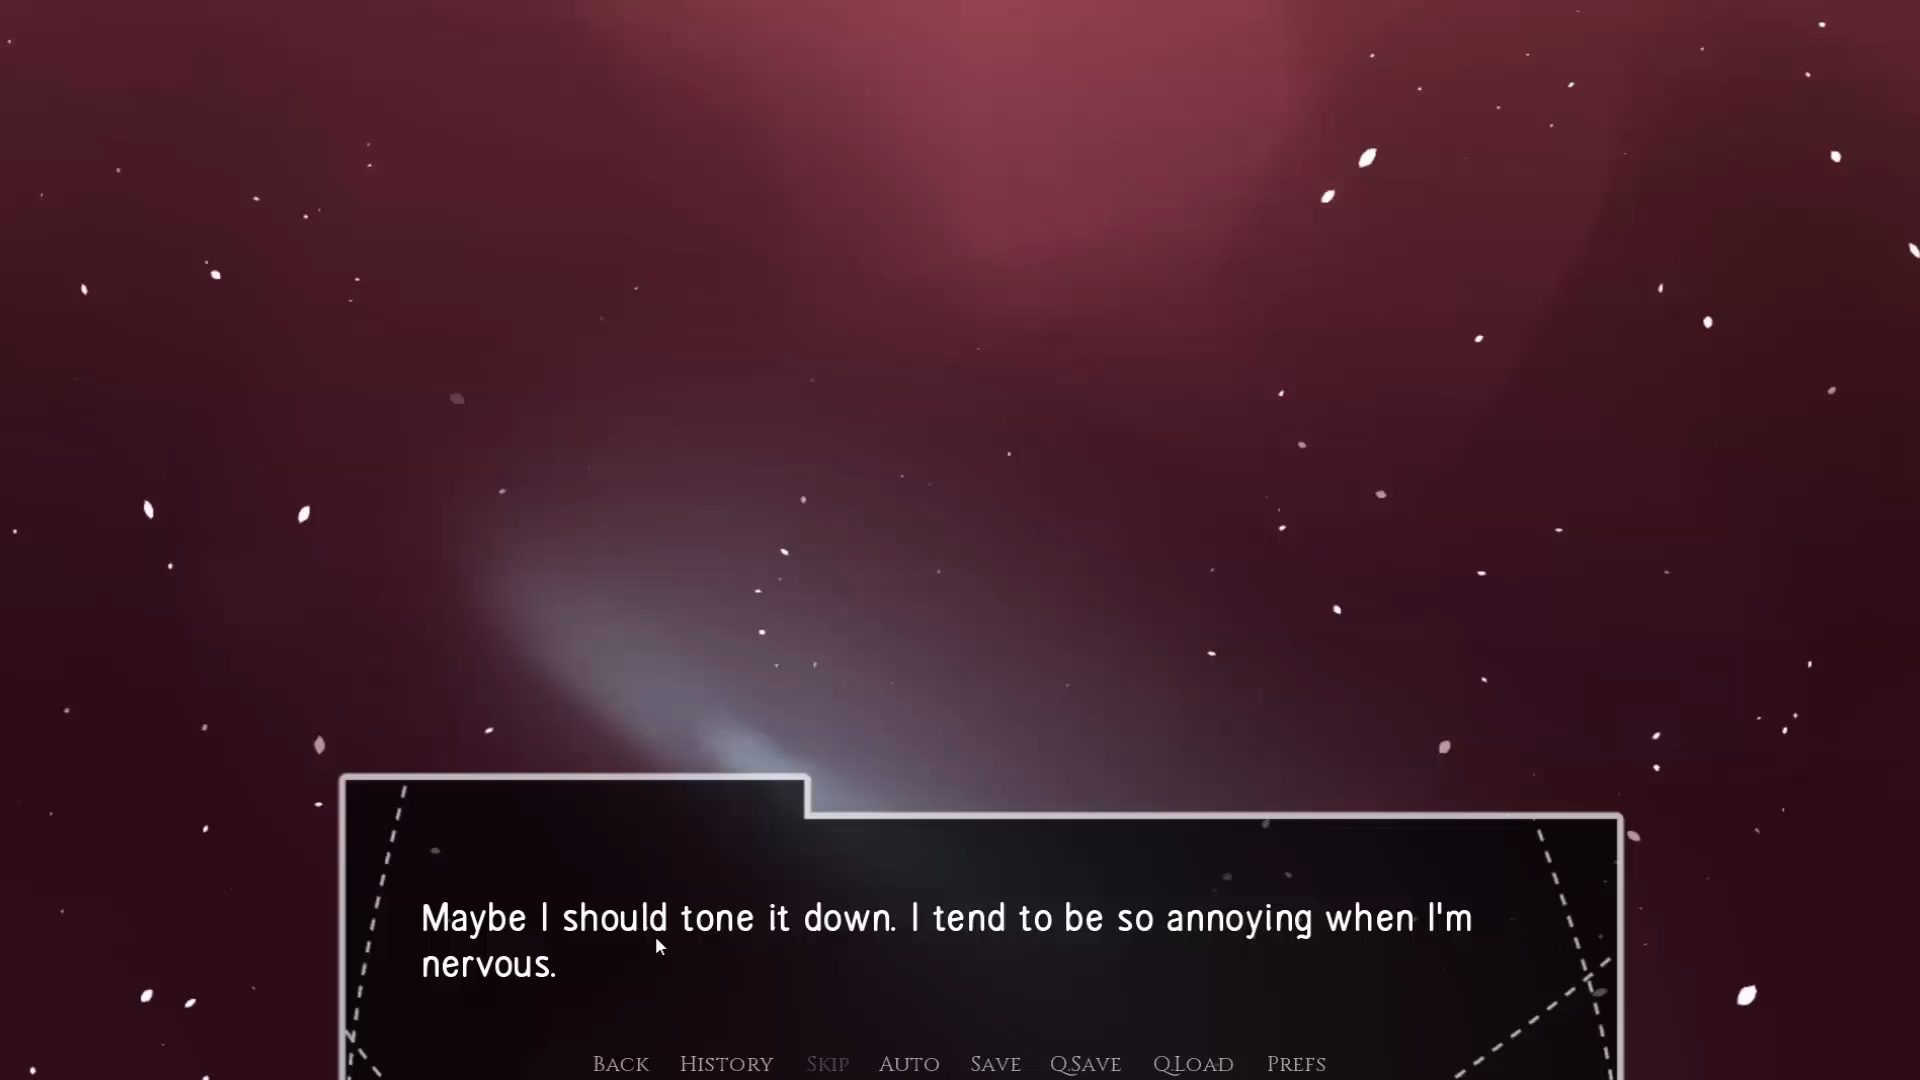 Maybe I should tone it down. I tend to be so annoying when I'm
nervous.
Back History Skip Auto Save Q.Save Q.Load Prefs